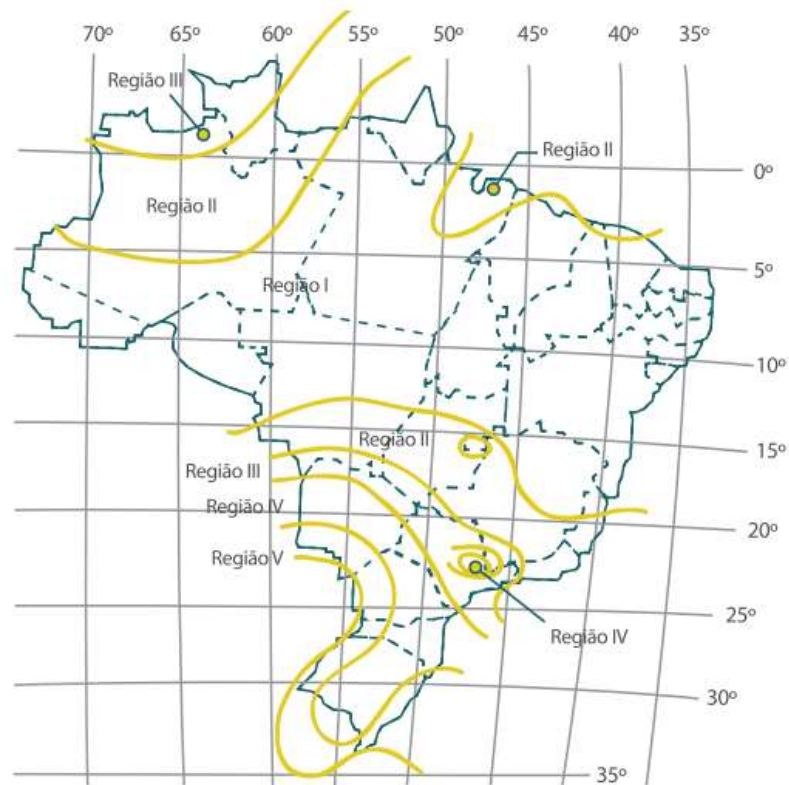 70º 65º 60º 55º 50º 45º 40º 35º
Região III
Região II
0º
Região II
5º
Região I
10º
Região II
15º
Região III
Região IV
20º
Região V
25º
Região IV
30º
35º